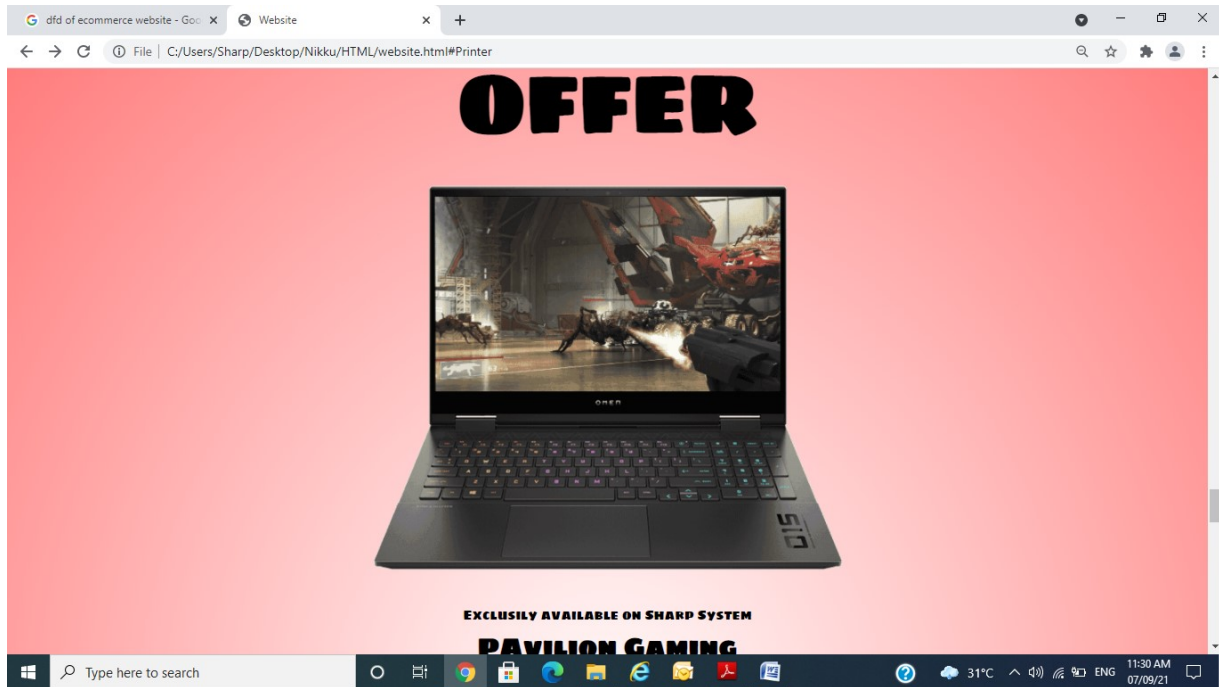 dfd of ecommerce website - Goo
Website
File | C:/Users/Sharp/Desktop/Nikku/HTML/website.html#Printer
OFFER
OMEN
015
Exclusily available on Sharp System
PAvilion Gaming
Type here to search
31°C
ENG
11:30 AM
07/09/21